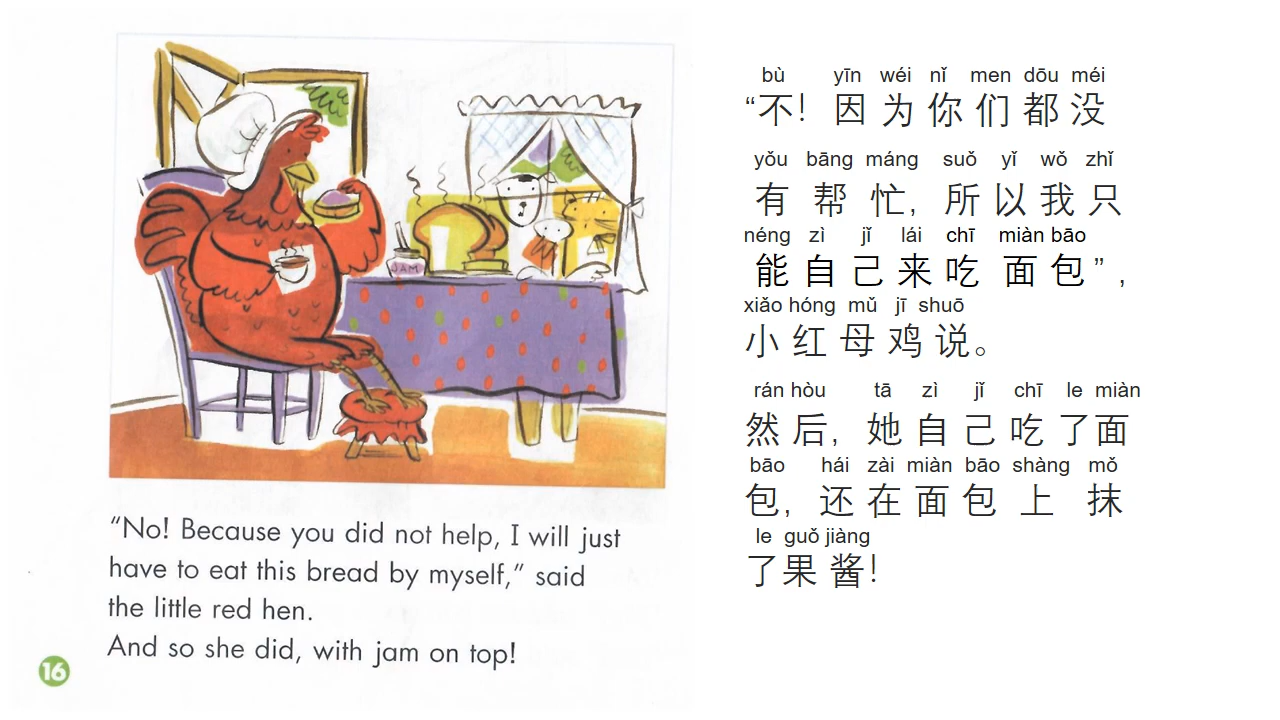 JAM
“No! Because you did not help, I will just
have to eat this bread by myself,” said
the little red hen.
And so she did, with jam on top!
16
bù yīn wéi nǐ men dōu méi
“不！因为你们都没
yǒu bāng máng suǒ yǐ wǒ zhǐ
有帮忙，所以我只
néng zì jǐ lái chī miàn bāo
能自己来吃面包”，
xiǎo hóng mǔ jī shuō
小红母鸡说。
rán hòu tā zì jǐ chī le miàn
然后，她自己吃了面
bāo hái zài miàn bāo shàng mǒ
包，还在面包上抹
le guǒ jiàng
了果酱！